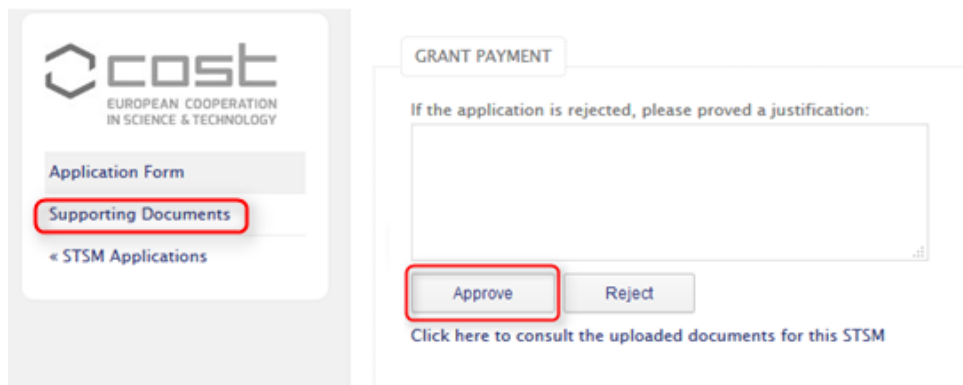 cost
EUROPEAN COOPERATION
IN SCIENCE & TECHNOLOGY
Application Form
Supporting Documents
« STSM Applications
GRANT PAYMENT
If the application is rejected, please proved a justification:
Approve
Reject
Click here to consult the uploaded documents for this STSM